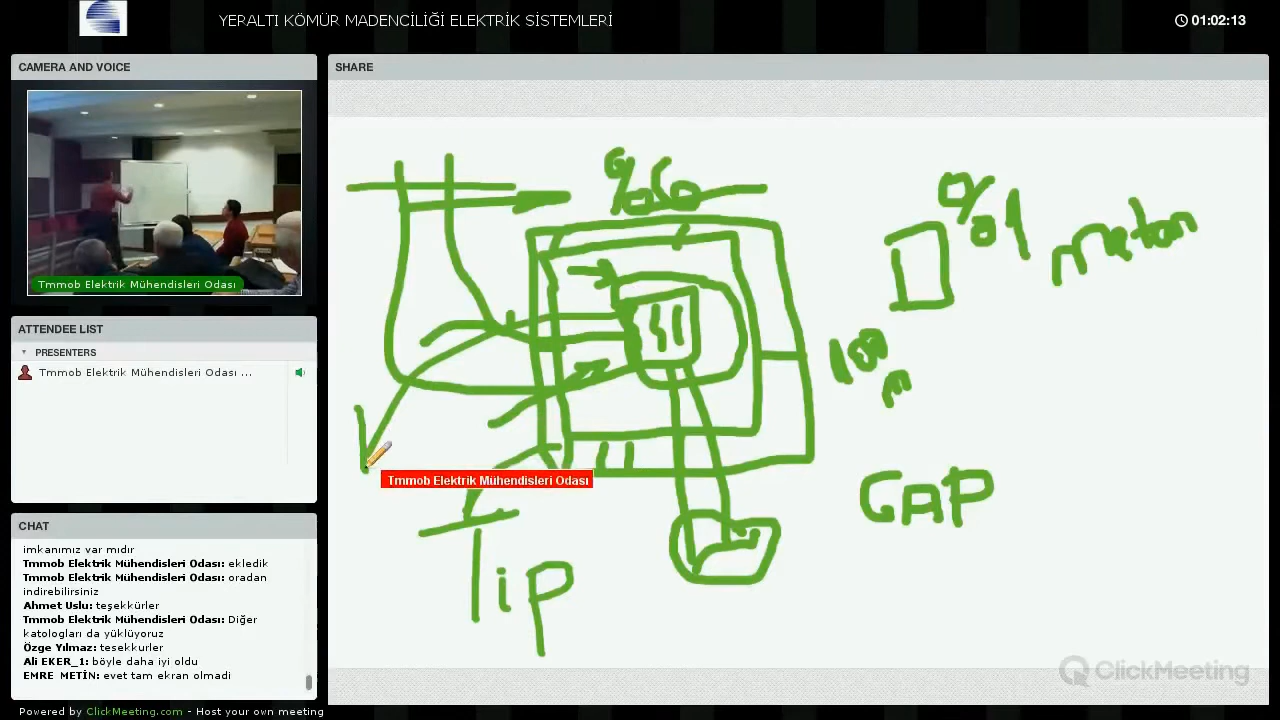 YERALTI KÖMÜR MADENCİLİĞİ ELEKTRİK SİSTEMLERİ
01:02:13
CAMERA AND VOICE
Tmmob Elektrik Mühendisleri Odası
ATTENDEE LIST
PRESENTERS
Tmmob Elektrik Mühendisleri Odası ...
CHAT
imkanımız var mıdır
Tmmob Elektrik Mühendisleri Odası: ekledik
Tmmob Elektrik Mühendisleri Odası: oradan
indirebilirsiniz
Ahmet Uslu: teşekkürler
Tmmob Elektrik Mühendisleri Odası: Diğer
katologları da yüklüyoruz
Özge Yılmaz: tesekkurler
Ali EKER_1: böyle daha iyi oldu
EMRE METİN: evet tam ekran olmadi
Powered by ClickMeeting.com - Host your own meeting
SHARE
%60
%1
metan
100
m
GAP
Tmmob Elektrik Mühendisleri Odası
Tip
ClickMeeting